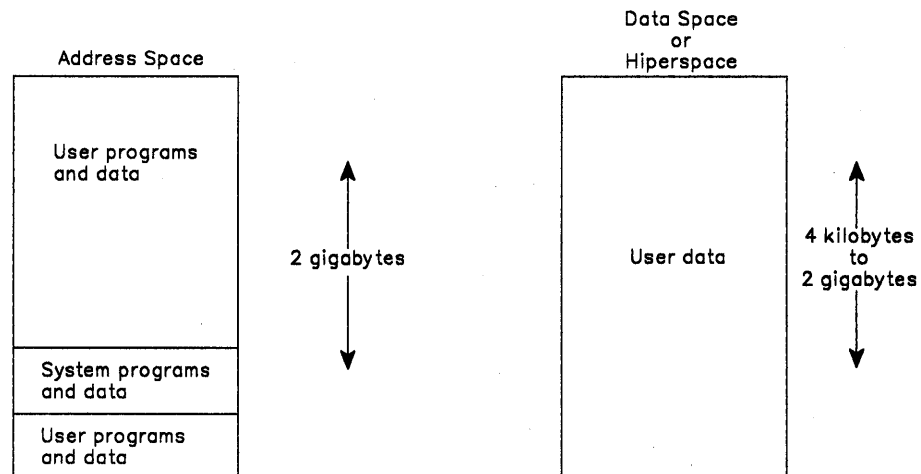 Address Space
User programs
and data
2 gigabytes
System programs
and data
User programs
and data
Data Space
or
Hiperspace
User data
4 kilobytes
to
2 gigabytes